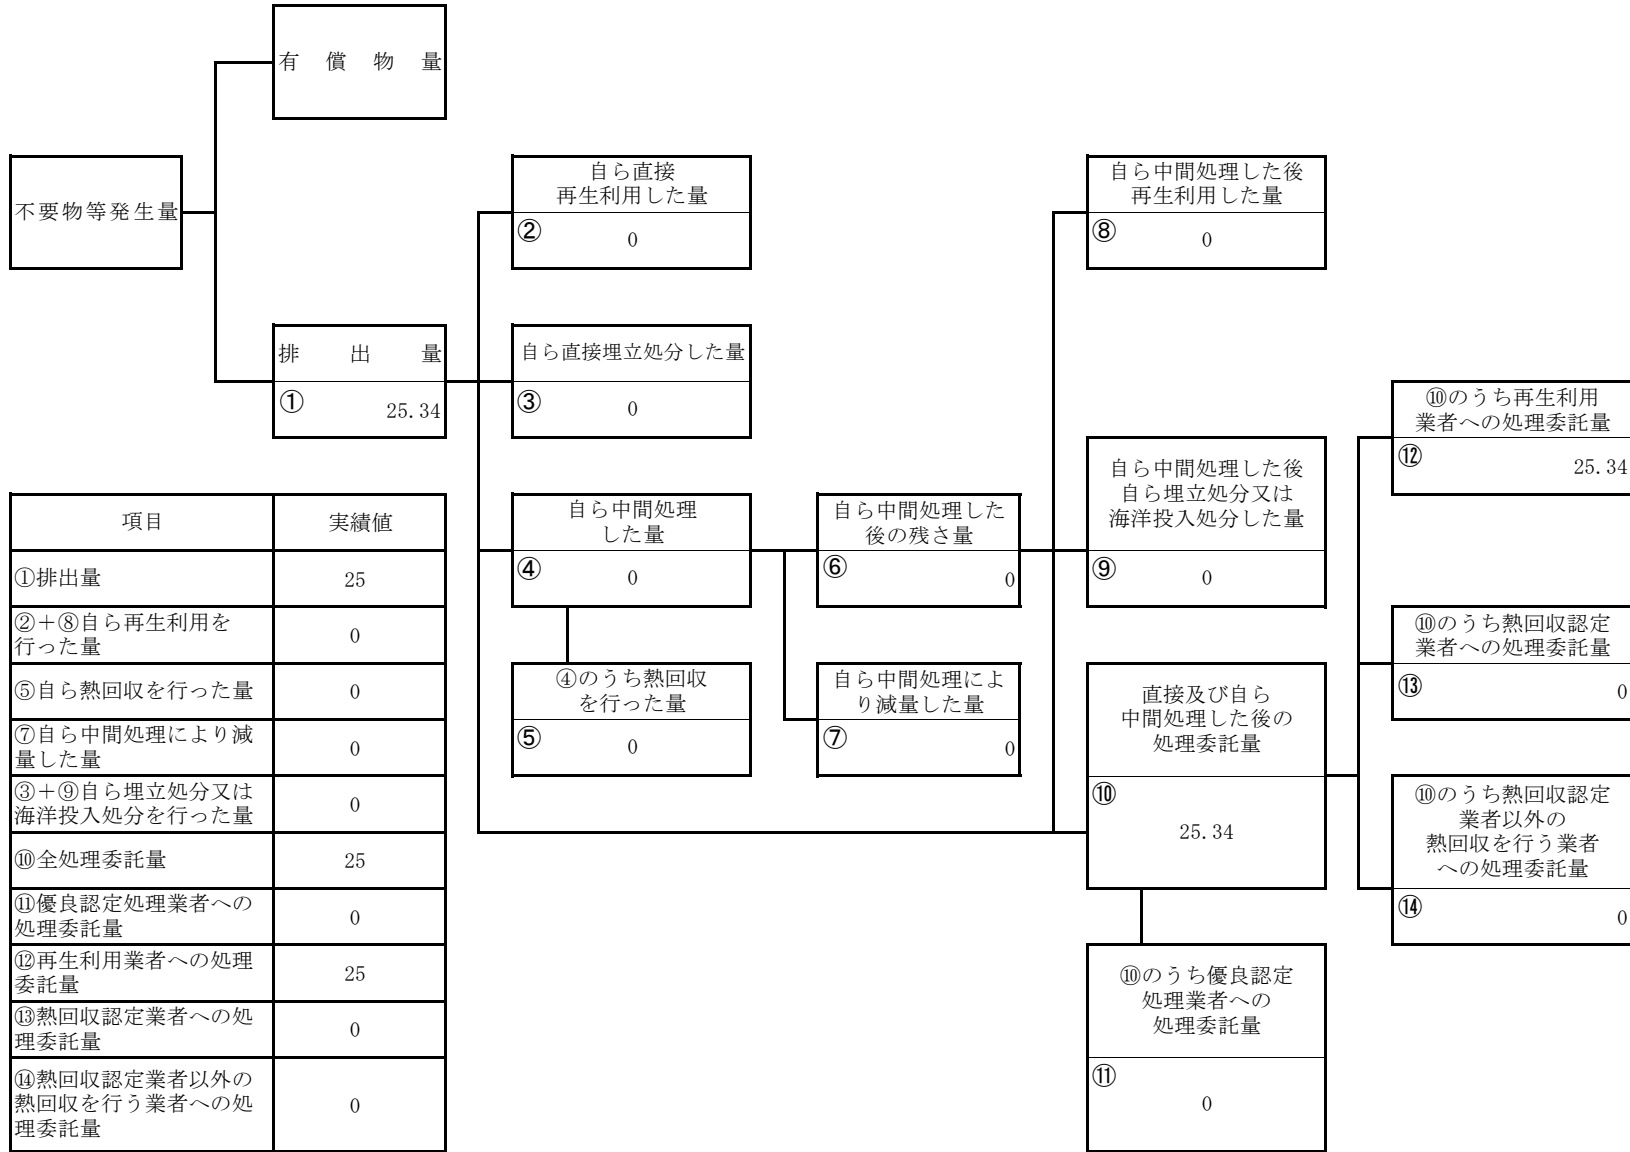 有償物量
不要物等発生量
排出量
① 25.34
自ら直接
再生利用した量
② 0
自ら直接埋立処分した量
③ 0
自ら中間処理
した量
④ 0
④のうち熱回収
を行った量
⑤ 0
自ら中間処理した
後の残さ量
⑥ 0
自ら中間処理によ
り減量した量
⑦ 0
自ら中間処理した後
再生利用した量
⑧ 0
自ら中間処理した後
自ら埋立処分又は
海洋投入処分した量
⑨ 0
直接及び自ら
中間処理した後の
処理委託量
⑩
25.34
⑩のうち優良認定
処理業者への
処理委託量
⑪
0
⑩のうち再生利用
業者への処理委託量
⑫ 25.34
⑩のうち熱回収認定
業者への処理委託量
⑬ 0
⑩のうち熱回収認定
業者以外の
熱回収を行う業者
への処理委託量
⑭ 0
項目 実績値
①排出量 25
②+⑧自ら再生利用を
行った量 0
⑤自ら熱回収を行った量 0
⑦自ら中間処理により減
量した量 0
③+⑨自ら埋立処分又は
海洋投入処分を行った量 0
⑩全処理委託量 25
⑪優良認定処理業者への
処理委託量 0
⑫再生利用業者への処理
委託量 25
⑬熱回収認定業者への処
理委託量 0
⑭熱回収認定業者以外の
熱回収を行う業者への処
理委託量 0